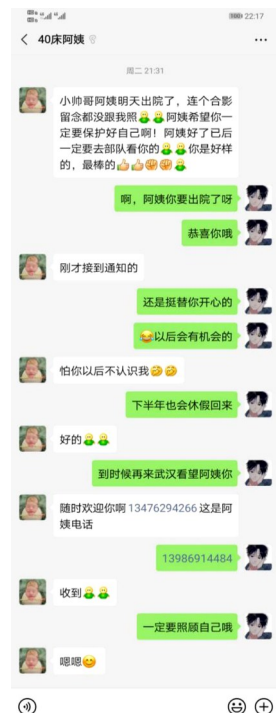 22:17
40床阿姨
周二 21:31
小帅哥阿姨明天出院了，连个合影
留念都没跟我照阿姨希望你一
定要保护好自己啊！阿姨好了已后
一定要去部队看你的你是好样
的，最棒的
啊，阿姨你要出院了呀
恭喜你哦
刚才接到通知的
还是挺替你开心的
以后会有机会的
怕你以后不认识我
下半年也会休假回来
好的
到时候再来武汉看望阿姨你
随时欢迎你啊 13476294266 这是阿
姨电话
13986914484
收到
一定要照顾自己哦
嗯嗯